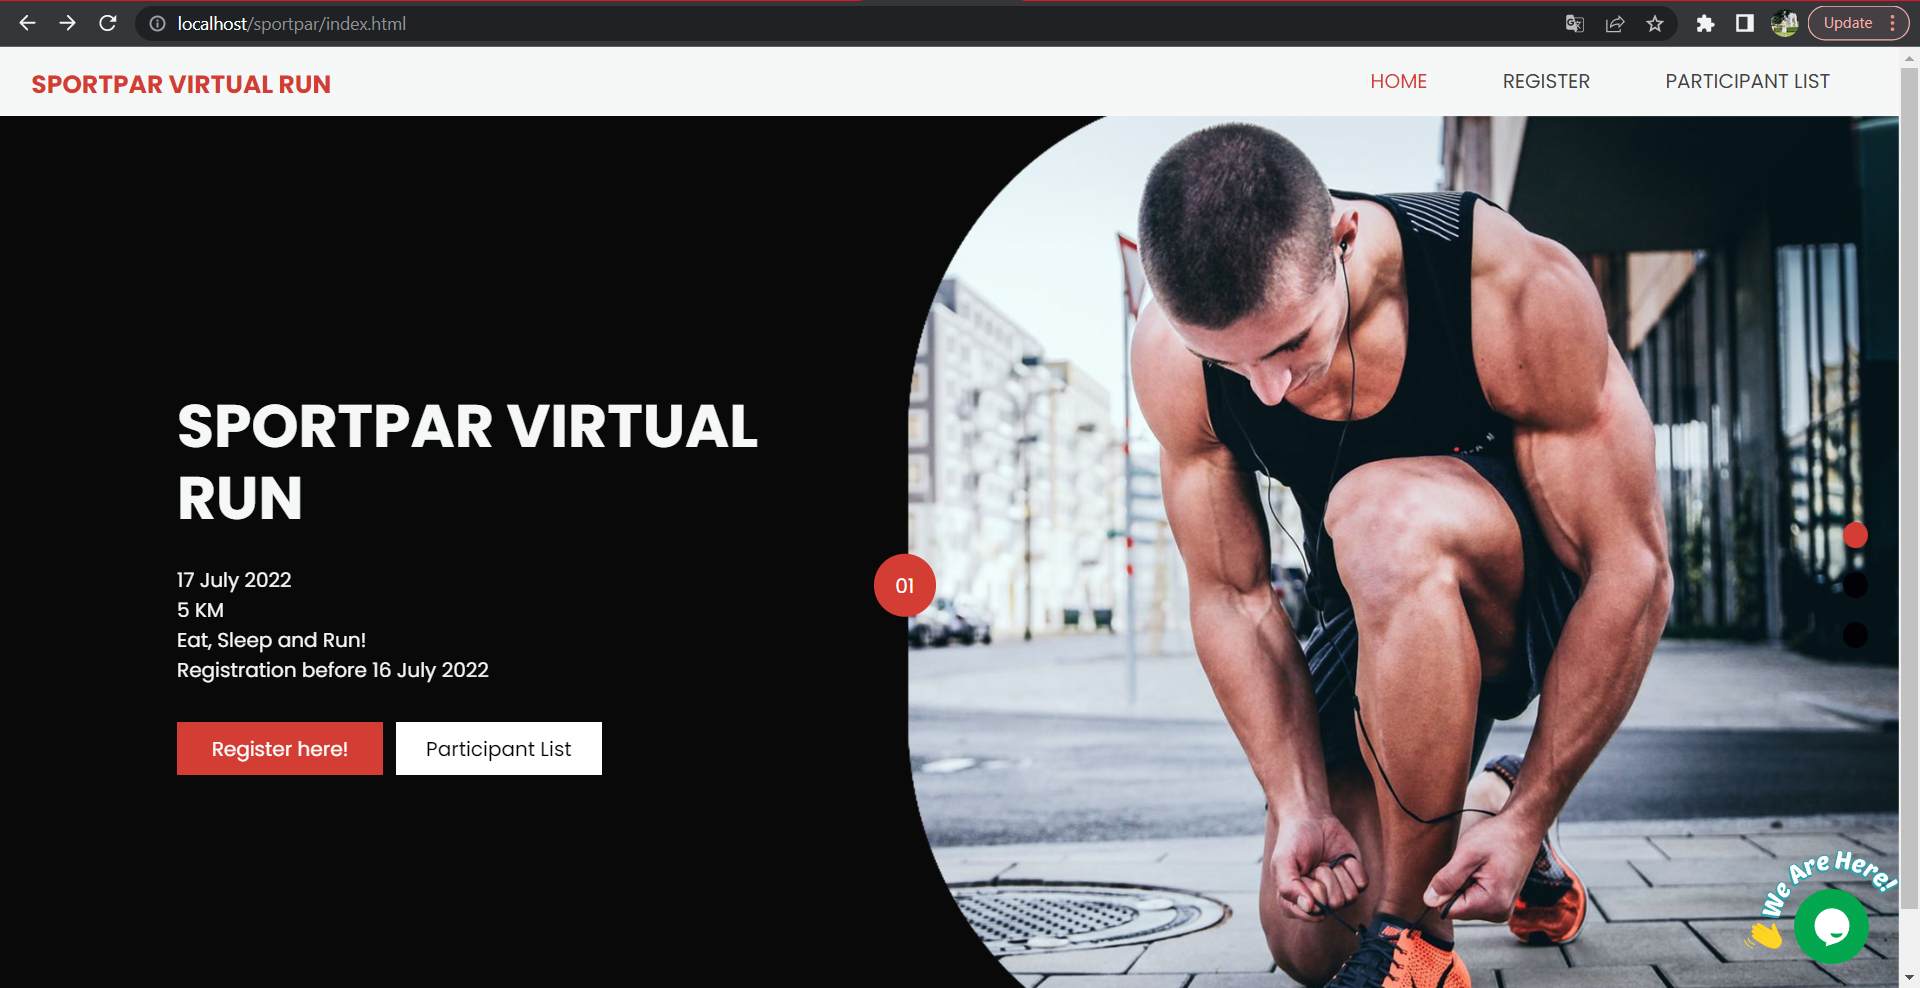 localhost/sportpar/index.html
Update
SPORTPAR VIRTUAL RUN
HOME
REGISTER
PARTICIPANT LIST
SPORTPAR VIRTUAL
RUN
17 July 2022
5 KM
Eat, Sleep and Run!
Registration before 16 July 2022
Register here!
Participant List
01
We Are Here!